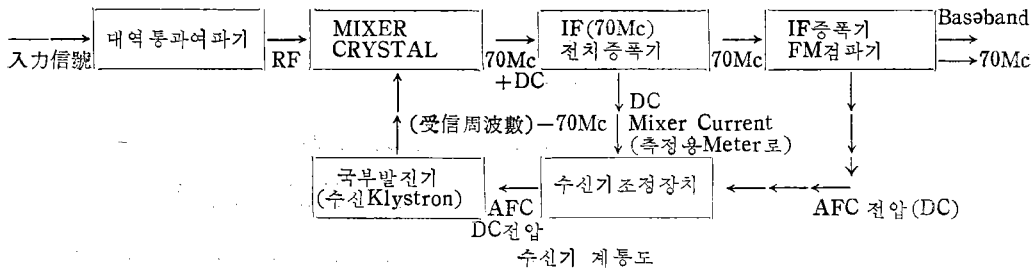 入力信號
대역통과여파기
RF
MIXER
CRYSTAL
70Mc
+DC
IF(70Mc)
전치증폭기
70Mc
IF증폭기
FM검파기
Basəband
70Mc
(受信周波數)−70Mc
DC
Mixer Current
(측정용Meter로)
국부발진기
(수신Klystron)
AFC
DC전압
수신기조정장치
AFC 전압(DC)
수신기 계통도